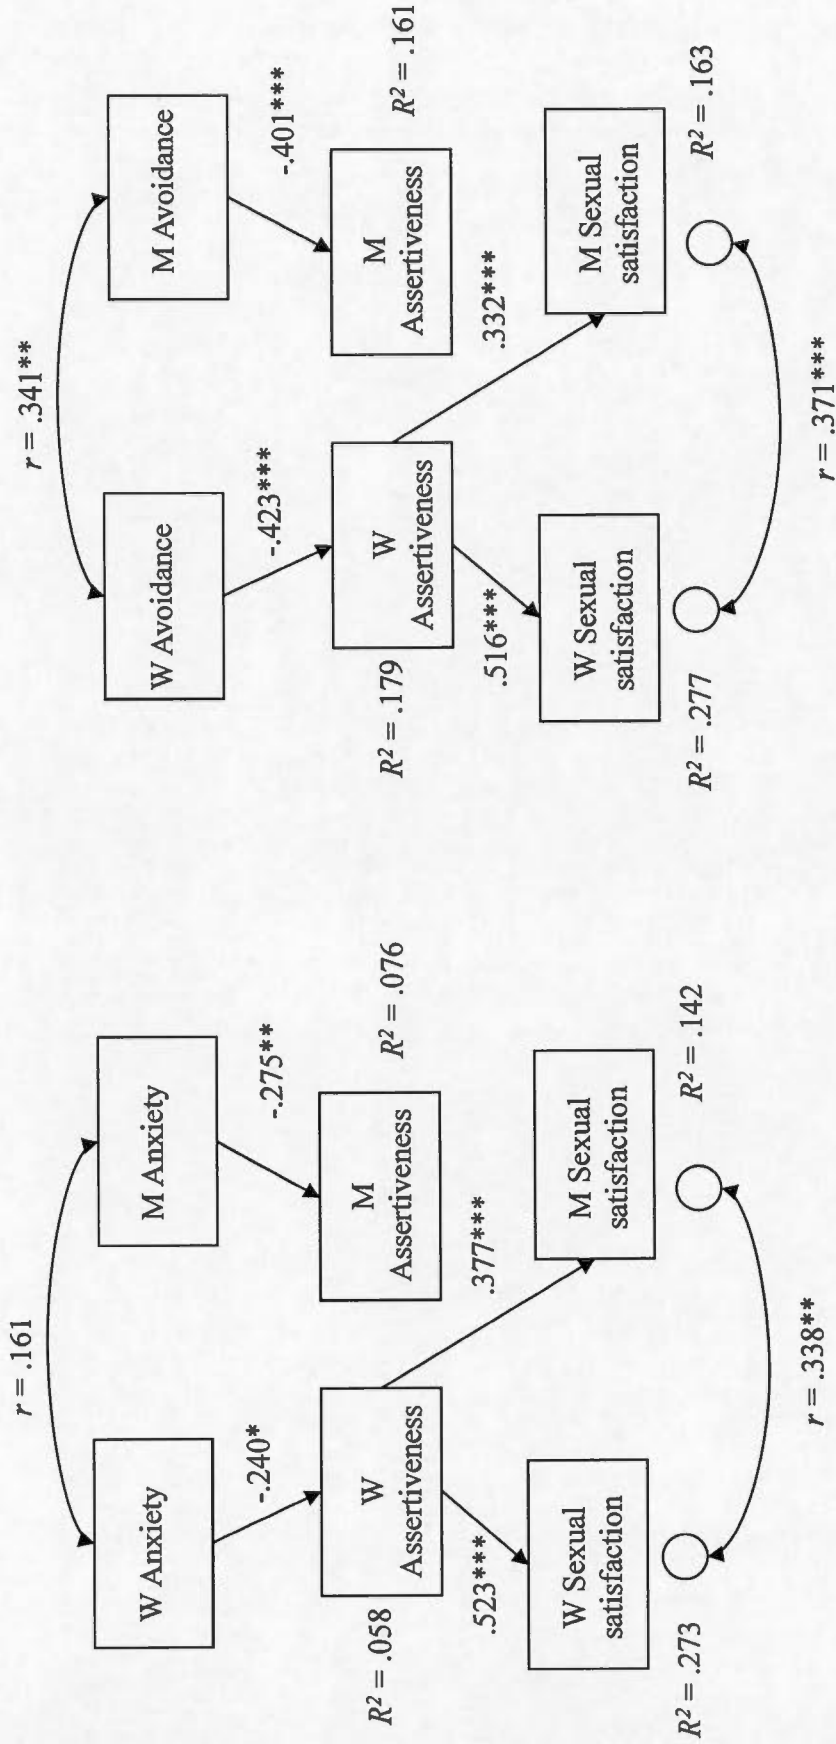 r = .161
W Anxiety
M Anxiety
-.240*
-.275**
R² = .058
W
Assertiveness
M
Assertiveness
R² = .076
.523***
.377***
R² = .273
W Sexual
satisfaction
M Sexual
satisfaction
R² = .142
r = .338**
r = .341**
W Avoidance
M Avoidance
-.423***
-.401***
R² = .179
W
Assertiveness
M
Assertiveness
R² = .161
.516***
.332***
R² = .277
W Sexual
satisfaction
M Sexual
satisfaction
R² = .163
r = .371***